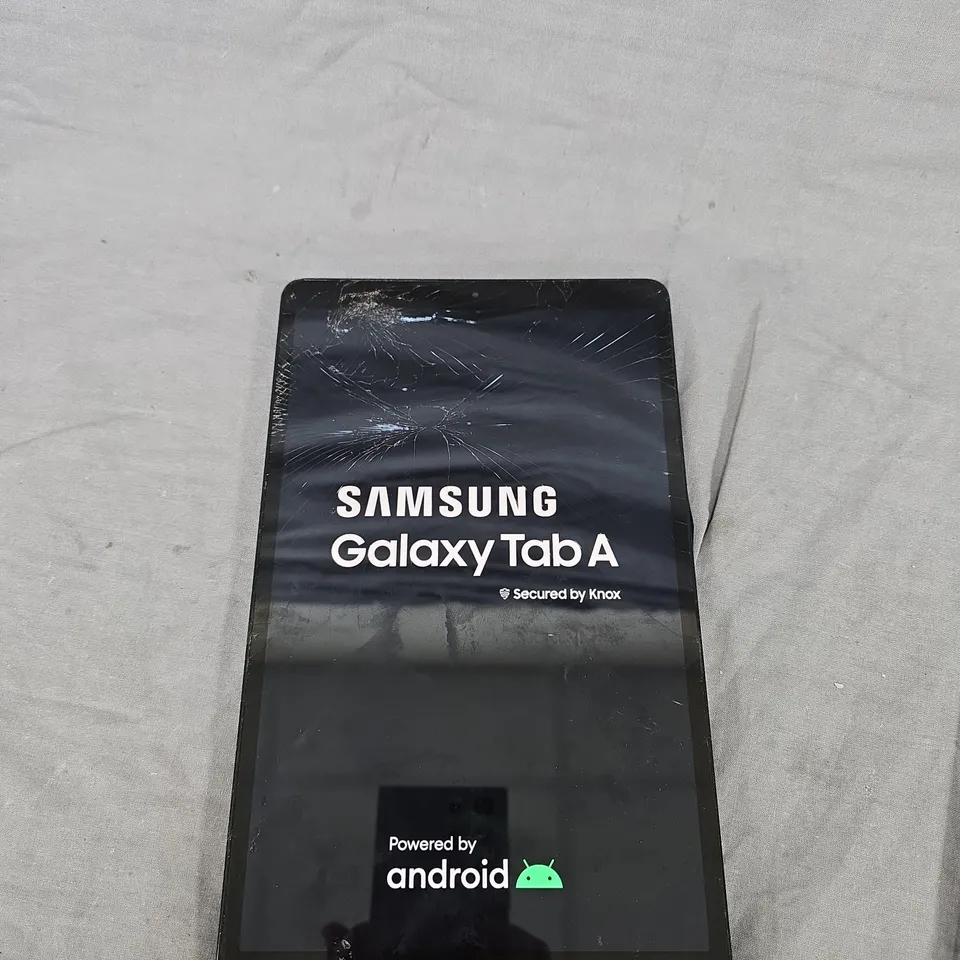 SAMSUNG
Galaxy Tab A
Secured by Knox
Powered by
android